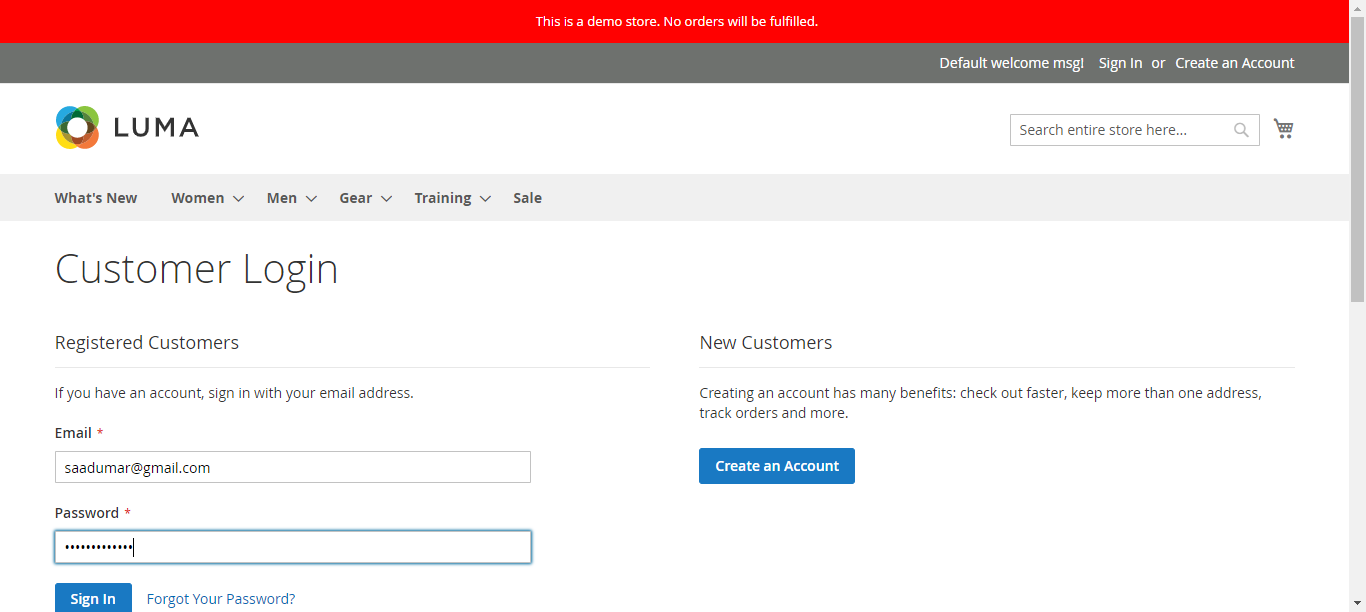 This is a demo store. No orders will be fulfilled.
Default welcome msg! Sign In or Create an Account
LUMA
Search entire store here...
What's New Women Men Gear Training Sale
Customer Login
Registered Customers
If you have an account, sign in with your email address.
Email *
saadumar@gmail.com
Password *
•••••••••••••
Sign In Forgot Your Password?
New Customers
Creating an account has many benefits: check out faster, keep more than one address,
track orders and more.
Create an Account